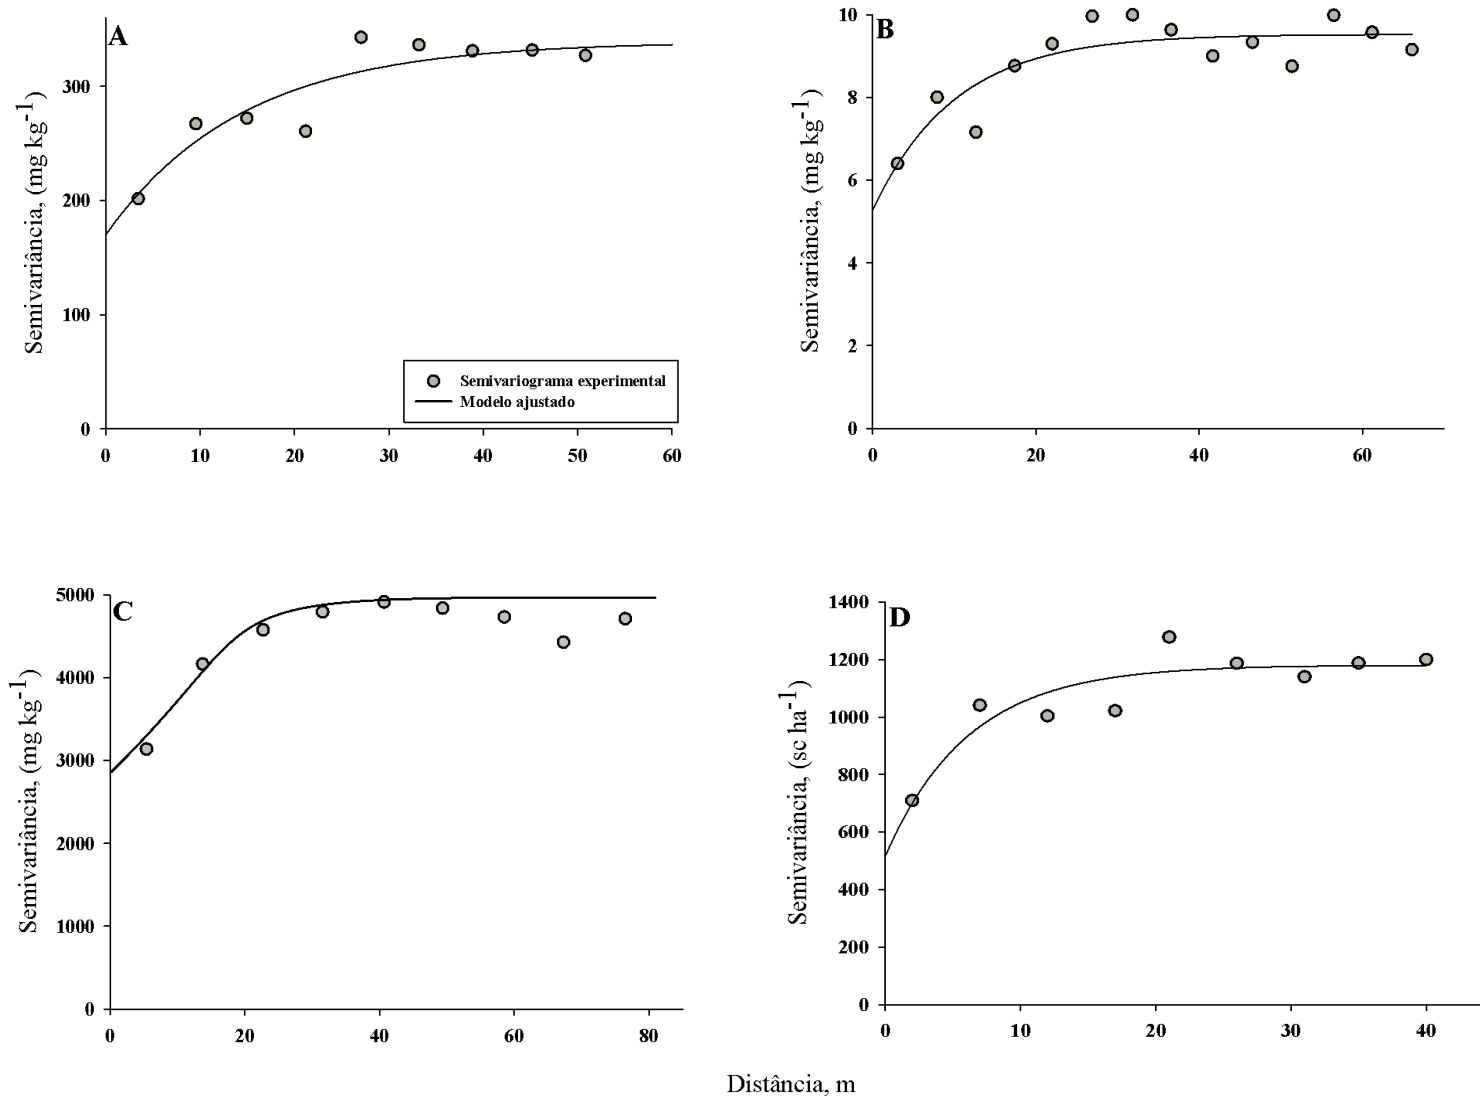 A
Semivariância, (mg kg-1)
300
200
100
0
0 10 20 30 40 50 60
Semivariograma experimental
Modelo ajustado
B
Semivariância, (mg kg-1)
10
8
6
4
2
0
0 20 40 60
C
Semivariância, (mg kg-1)
5000
4000
3000
2000
1000
0
0 20 40 60 80
D
Semivariância, (sc ha-1)
1400
1200
1000
800
600
400
200
0
0 10 20 30 40
Distância, m